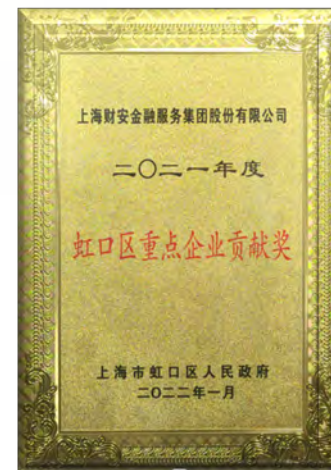 上海财安金融服务集团股份有限公司
二〇二一年度
虹口区重点企业贡献奖
上海市虹口区人民政府
二〇二二年一月